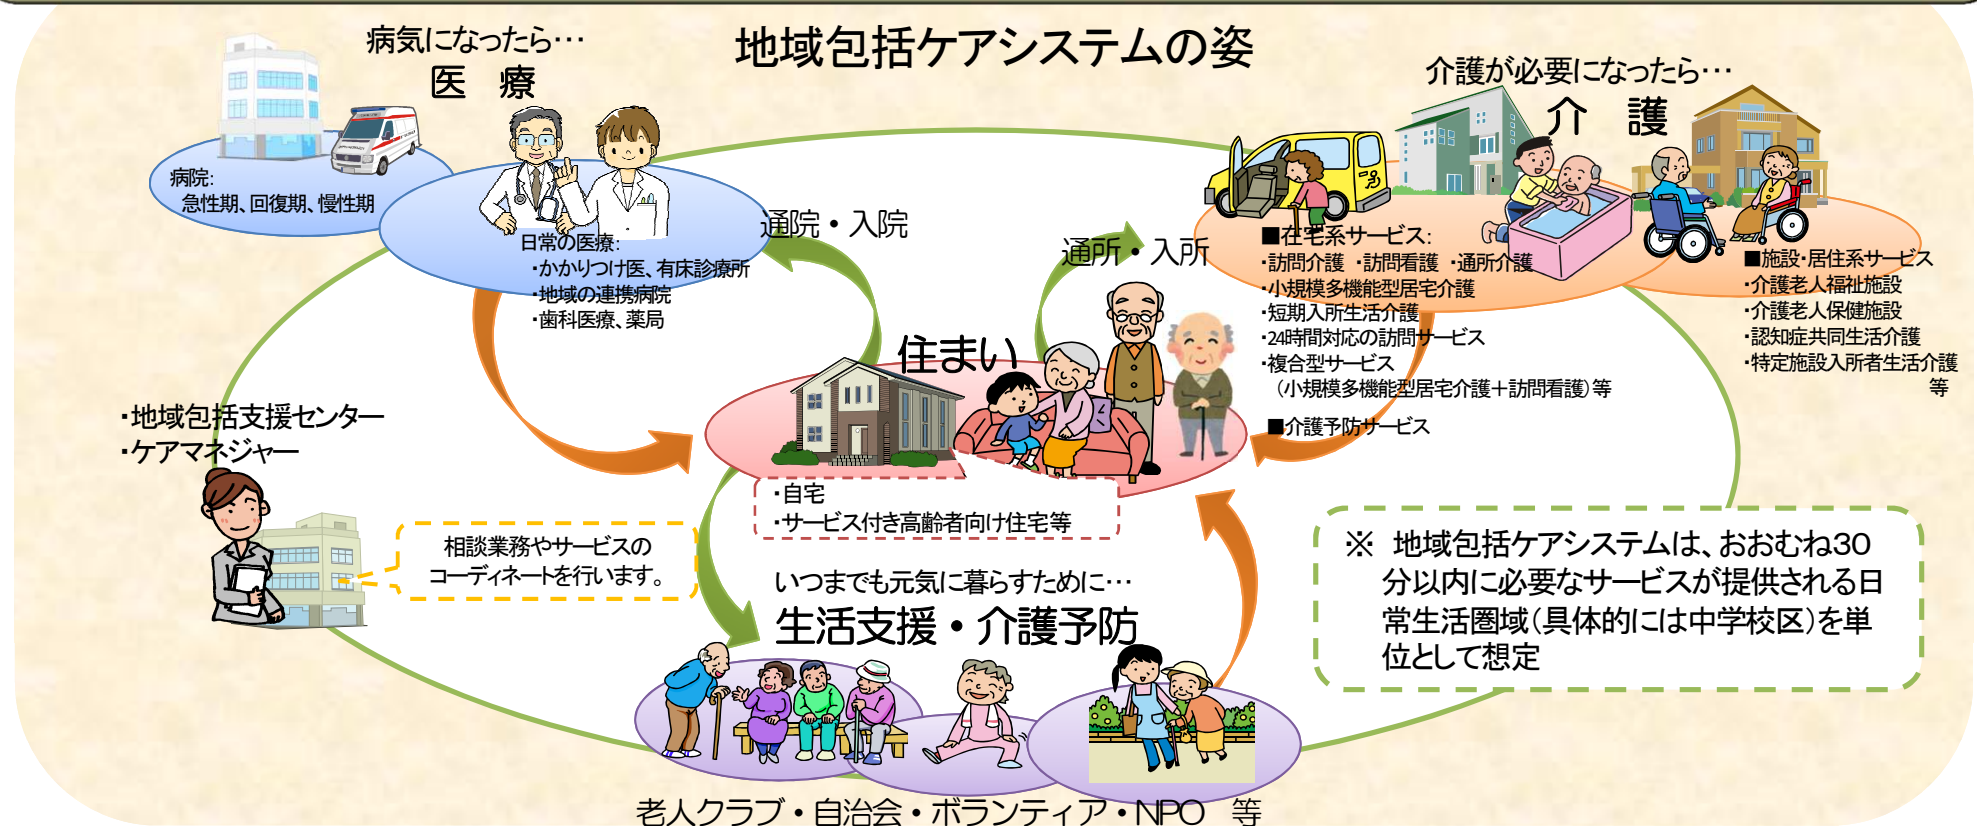 地域包括ケアシステムの姿
病気になったら…
医 療
病院:
急性期、回復期、慢性期
日常の医療:
・かかりつけ医、有床診療所
・地域の連携病院
・歯科医療、薬局
通院・入院
通所・入所
介護が必要になったら…
介 護
■在宅系サービス:
・訪問介護 ・訪問看護 ・通所介護
・小規模多機能型居宅介護
・短期入所生活介護
・24時間対応の訪問サービス
・複合型サービス
(小規模多機能型居宅介護+訪問看護)等
■介護予防サービス
■施設・居住系サービス
・介護老人福祉施設
・介護老人保健施設
・認知症共同生活介護
・特定施設入所者生活介護
等
住まい
・自宅
・サービス付き高齢者向け住宅等
・地域包括支援センター
・ケアマネジャー
相談業務やサービスの
コーディネートを行います。
いつまでも元気に暮らすために…
生活支援・介護予防
老人クラブ・自治会・ボランティア・NPO 等
※ 地域包括ケアシステムは、おおむね30
分以内に必要なサービスが提供される日
常生活圏域(具体的には中学校区)を単
位として想定